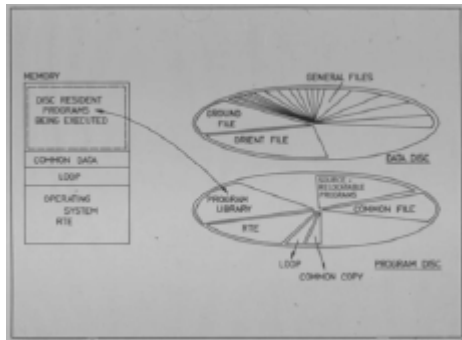 MEMORY
DISC RESIDENT
PROGRAMS
BEING EXECUTED
COMMON DATA
LOOP
OPERATING
SYSTEM
RTE
GENERAL FILES
GROUND
FILE
ORIENT FILE
DATA DISC
SOURCE +
RELOCATABLE
PROGRAMS
PROGRAM
LIBRARY
COMMON FILE
RTE
LOOP
COMMON COPY
PROGRAM DISC